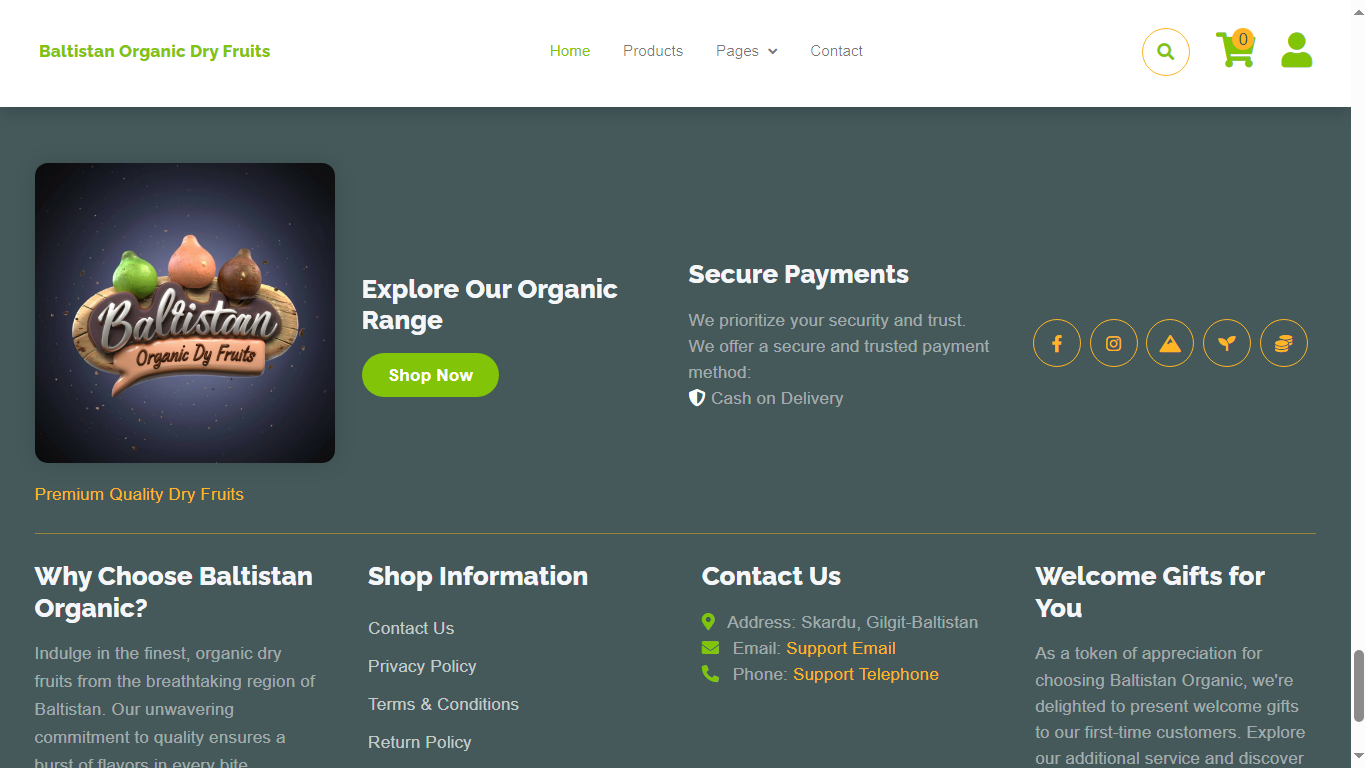 Baltistan Organic Dry Fruits
Home
Products
Pages
Contact
0
Baltistan
Organic Dy Fruits
Premium Quality Dry Fruits
Explore Our Organic
Range
Shop Now
Secure Payments
We prioritize your security and trust.
We offer a secure and trusted payment
method:
Cash on Delivery
Why Choose Baltistan
Organic?
Indulge in the finest, organic dry
fruits from the breathtaking region of
Baltistan. Our unwavering
commitment to quality ensures a
burst of flavors in every bite.
Shop Information
Contact Us
Privacy Policy
Terms & Conditions
Return Policy
Contact Us
Address: Skardu, Gilgit-Baltistan
Email: Support Email
Phone: Support Telephone
Welcome Gifts for
You
As a token of appreciation for
choosing Baltistan Organic, we're
delighted to present welcome gifts
to our first-time customers. Explore
our additional service and discover